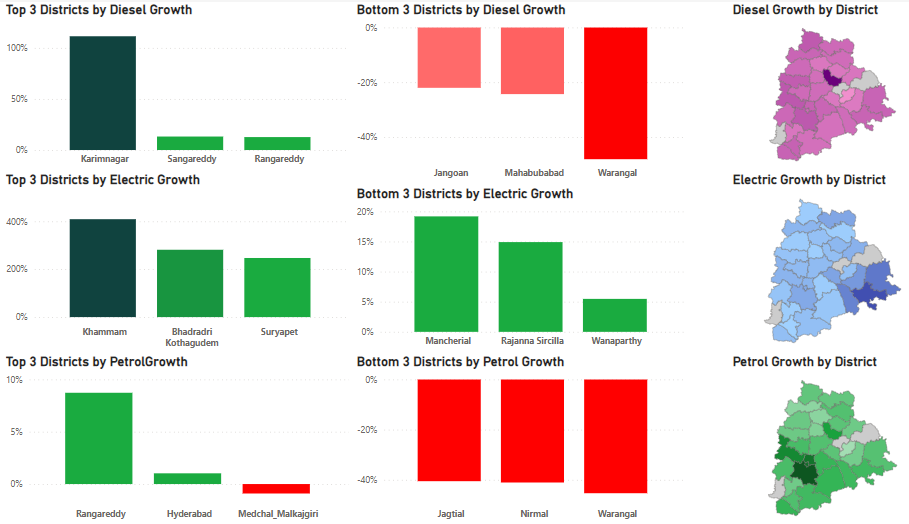 Top 3 Districts by Diesel Growth
100%
50%
0%
Karimnagar Sangareddy Rangareddy
Bottom 3 Districts by Diesel Growth
0%
-20%
-40%
Jangoan Mahabubabad Warangal
Diesel Growth by District
Top 3 Districts by Electric Growth
400%
200%
0%
Khammam Bhadradri Suryapet
Kothagudem
Bottom 3 Districts by Electric Growth
20%
15%
10%
5%
0%
Mancherial Rajanna Sircilla Wanaparthy
Electric Growth by District
Top 3 Districts by PetrolGrowth
10%
5%
0%
Rangareddy Hyderabad Medchal_Malkajgiri
Bottom 3 Districts by Petrol Growth
0%
-20%
-40%
Jagtial Nirmal Warangal
Petrol Growth by District